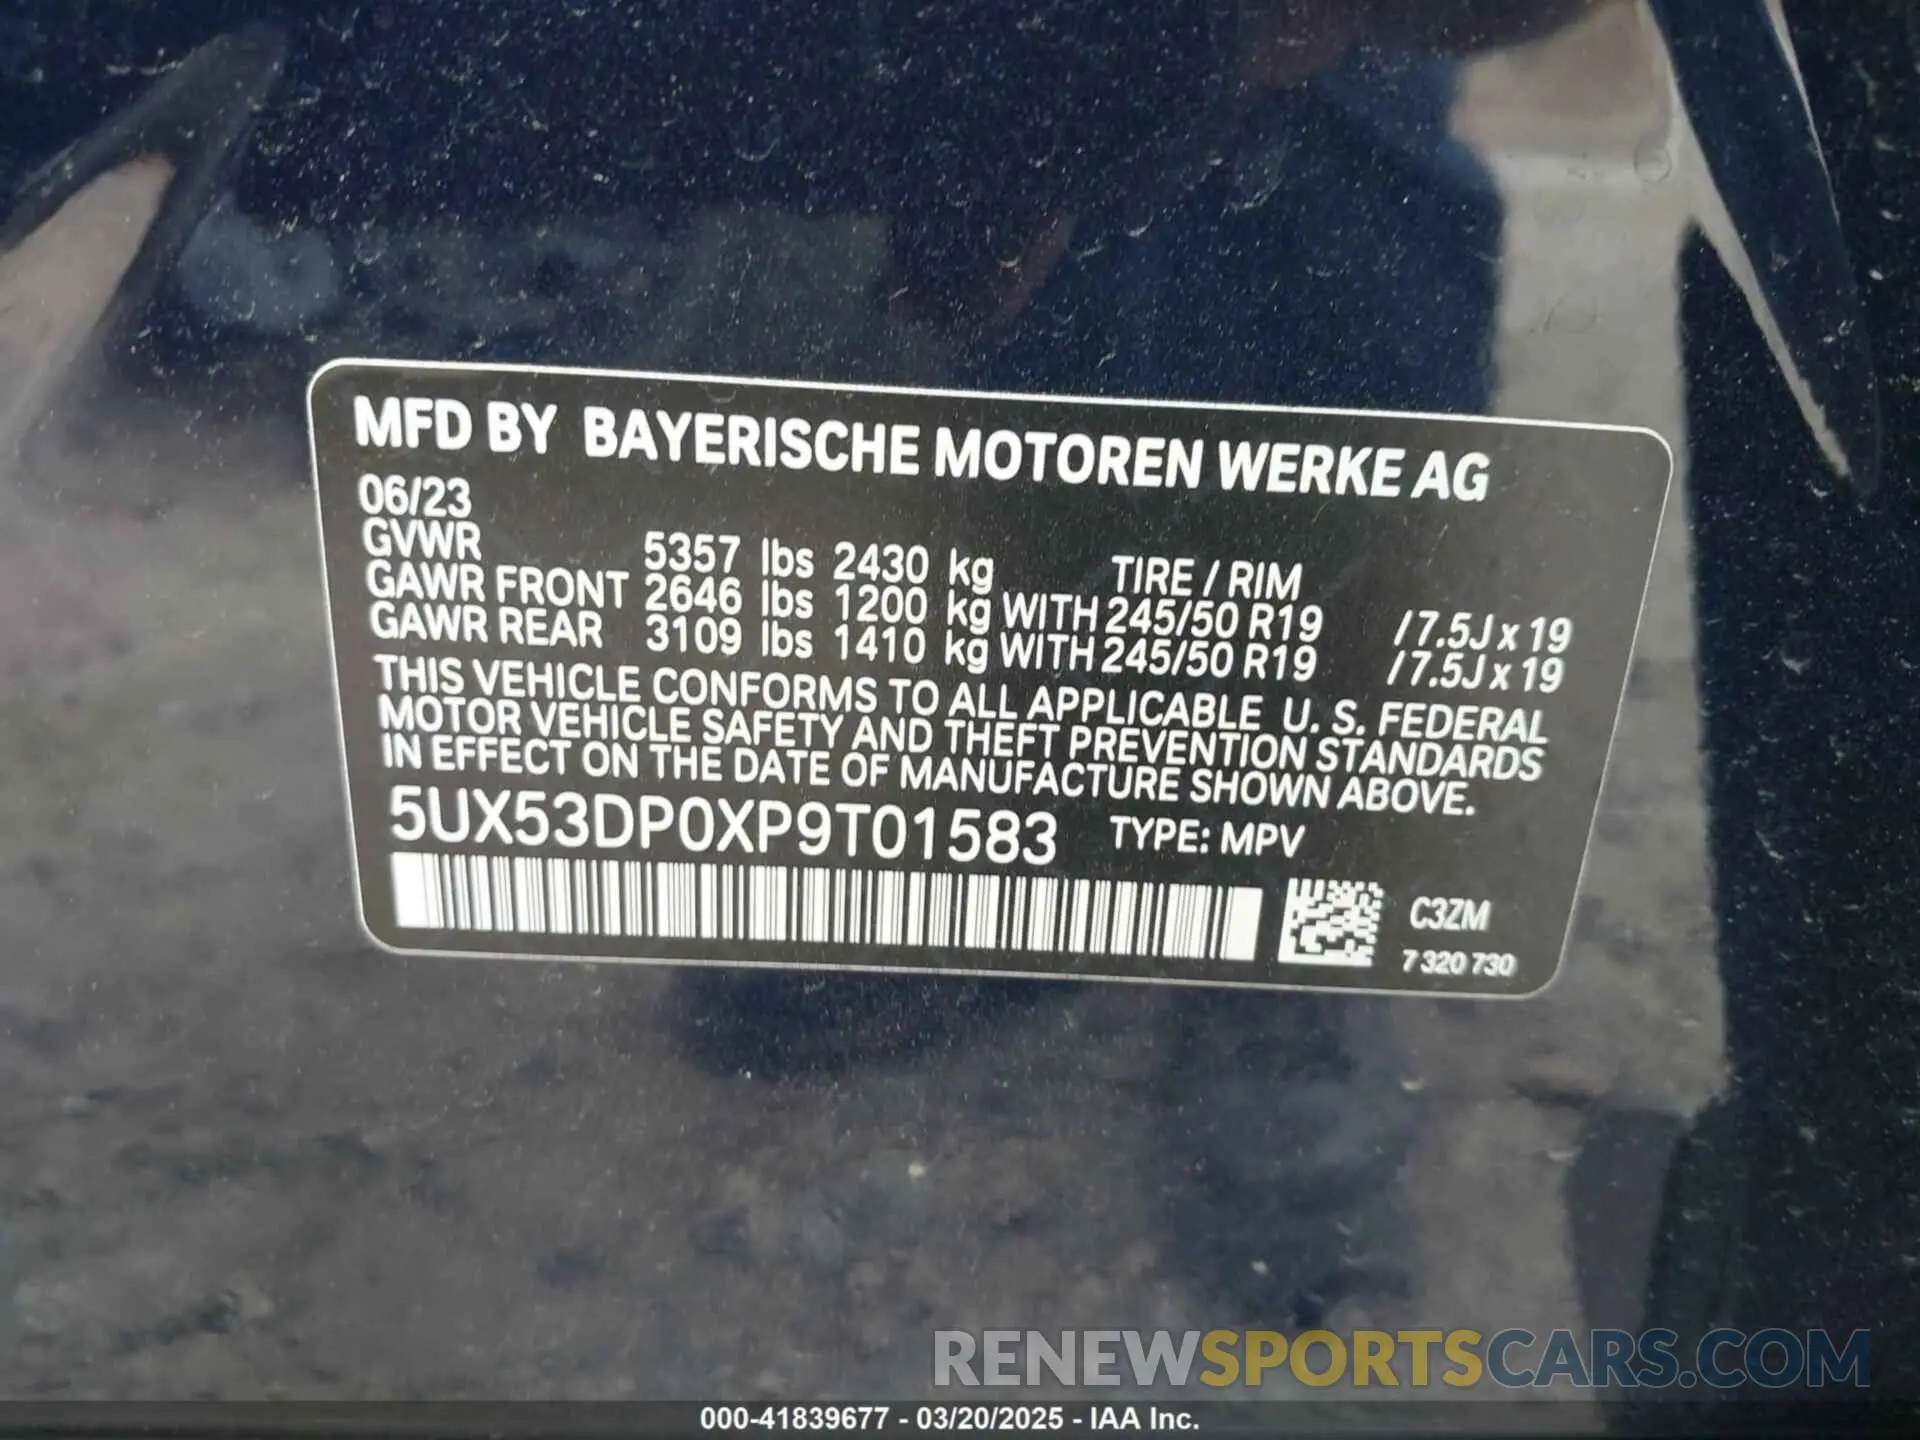 MFD BY BAYERISCHE MOTOREN WERKE AG
06/23
GVWR 5357 lbs 2430 kg TIRE / RIM
GAWR FRONT 2646 lbs 1200 kg WITH 245/50 R19 / 7.5J x 19
GAWR REAR 3109 lbs 1410 kg WITH 245/50 R19 / 7.5J x 19
THIS VEHICLE CONFORMS TO ALL APPLICABLE U. S. FEDERAL
MOTOR VEHICLE SAFETY AND THEFT PREVENTION STANDARDS
IN EFFECT ON THE DATE OF MANUFACTURE SHOWN ABOVE.
5UX53DP0XP9T01583 TYPE: MPV
C3ZM
7 320 730
RENEWSPORTSCARS.COM
000-41839677 - 03/20/2025 - IAA Inc.